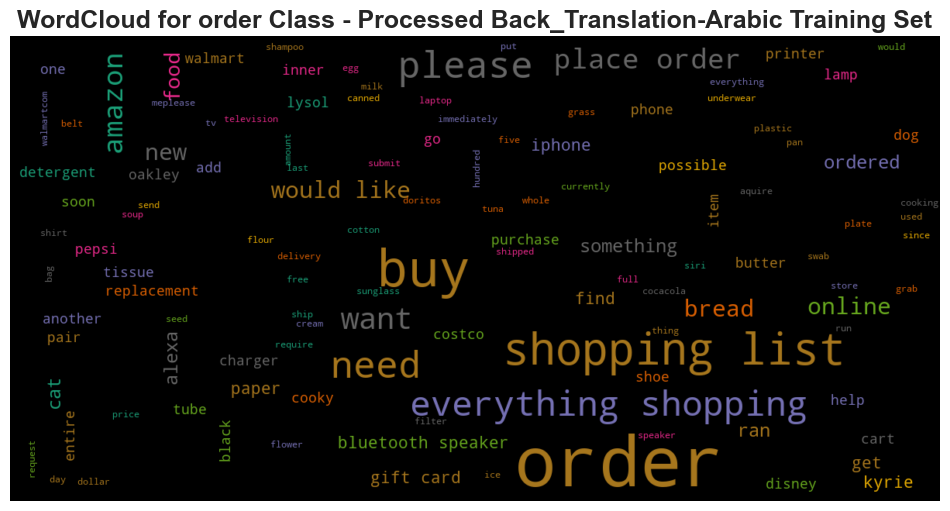 WordCloud for order Class - Processed Back_Translation-Arabic Training Set
shampoo
put
would
one
walmart
please
place order
printer
amazon
food
inner
egg
everything
lamp
milk
canned
underwear
walmartcom
meplease
lysol
laptop
belt
tv
television
immediately
grass
phone
plastic
go
five
iphone
pan
dog
new
amount
submit
hundred
possible
ordered
detergent
oakley
add
last
would like
currently
aquire
soon
send
doritos
tuna
whole
item
cooking
used
soup
plate
since
shirt
flour
cotton
purchase
something
pepsi
shipped
delivery
buy
siri
butter
swab
bag
tissue
free
full
store
replacement
sunglass
find
cocacola
grab
bread
online
another
seed
ship
cream
want
thing
run
pair
require
costco
shopping list
alexa
charger
need
shoe
cat
paper
cooky
everything shopping
help
price
tube
filter
entire
black
flower
bluetooth speaker
speaker
ran
cart
request
order
day
dollar
gift card
ice
get
disney
kyrie